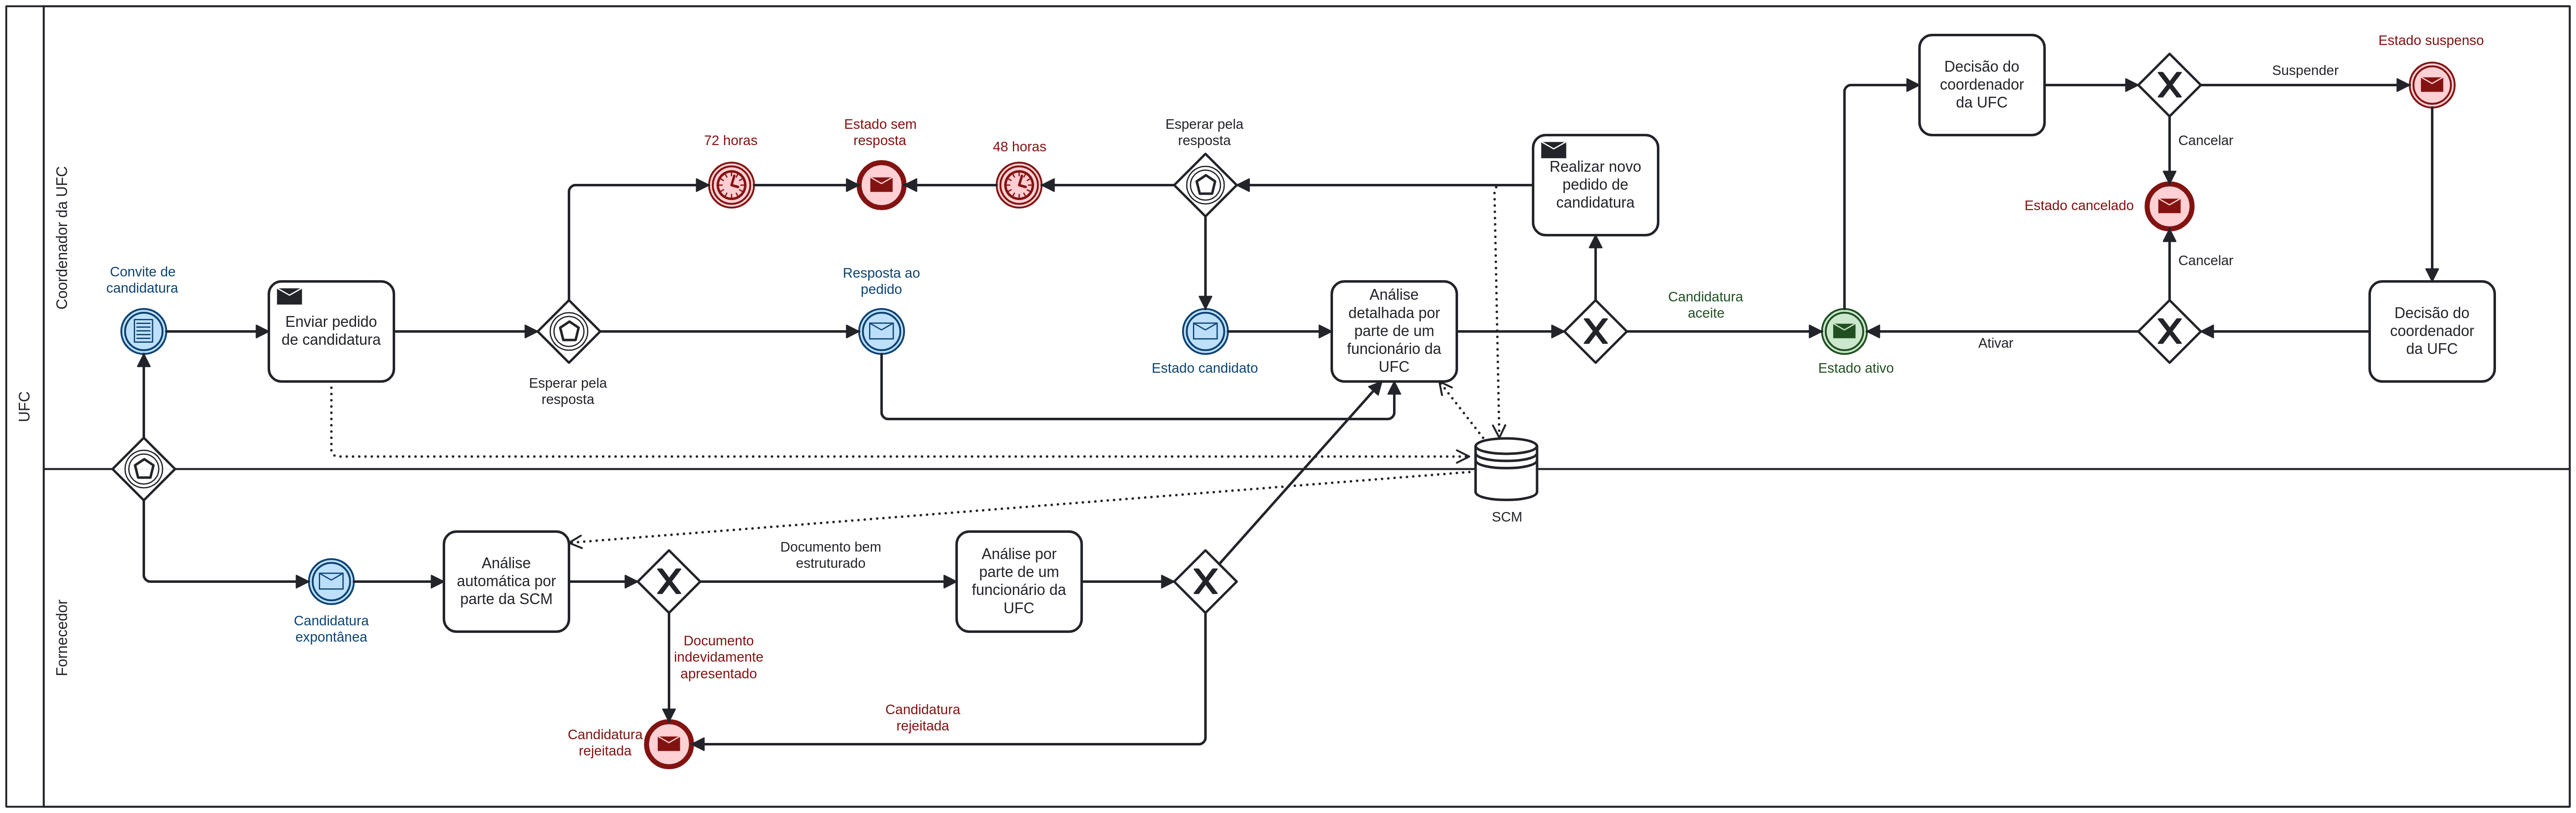 UFC
Coordenador da UFC
Fornecedor
Convite de
candidatura
Enviar pedido
de candidatura
Esperar pela
resposta
72 horas
Estado sem
resposta
48 horas
Esperar pela
resposta
Resposta ao
pedido
Estado candidato
Análise
detalhada por
parte de um
funcionário da
UFC
Realizar novo
pedido de
candidatura
Candidatura
aceite
Estado ativo
Decisão do
coordenador
da UFC
Suspender
Estado suspenso
Cancelar
Estado cancelado
Cancelar
Ativar
Decisão do
coordenador
da UFC
SCM
Candidatura
expontânea
Análise
automática por
parte da SCM
Documento bem
estruturado
Documento
indevidamente
apresentado
Análise por
parte de um
funcionário da
UFC
Candidatura
rejeitada
Candidatura
rejeitada